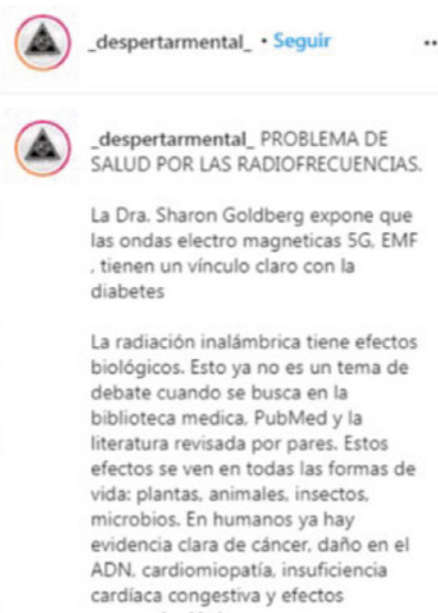 _despertarmental_ • Seguir
_despertarmental_ PROBLEMA DE
SALUD POR LAS RADIOFRECUENCIAS.
La Dra. Sharon Goldberg expone que
las ondas electro magneticas 5G, EMF
, tienen un vínculo claro con la
diabetes
La radiación inalámbrica tiene efectos
biológicos. Esto ya no es un tema de
debate cuando se busca en la
biblioteca medica, PubMed y la
literatura revisada por pares. Estos
efectos se ven en todas las formas de
vida: plantas, animales, insectos,
microbios. En humanos ya hay
evidencia clara de cáncer, daño en el
ADN, cardiomiopatía, insuficiencia
cardíaca congestiva y efectos